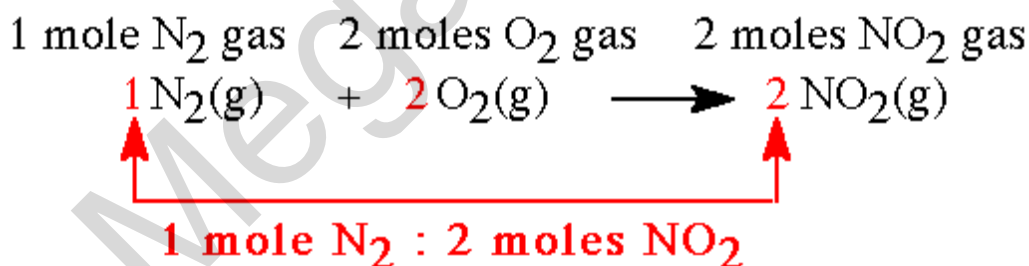 1 mole N₂ gas 2 moles O₂ gas 2 moles NO₂ gas
1 N₂(g) + 2 O₂(g) ⟶ 2 NO₂(g)
1 mole N₂ : 2 moles NO₂